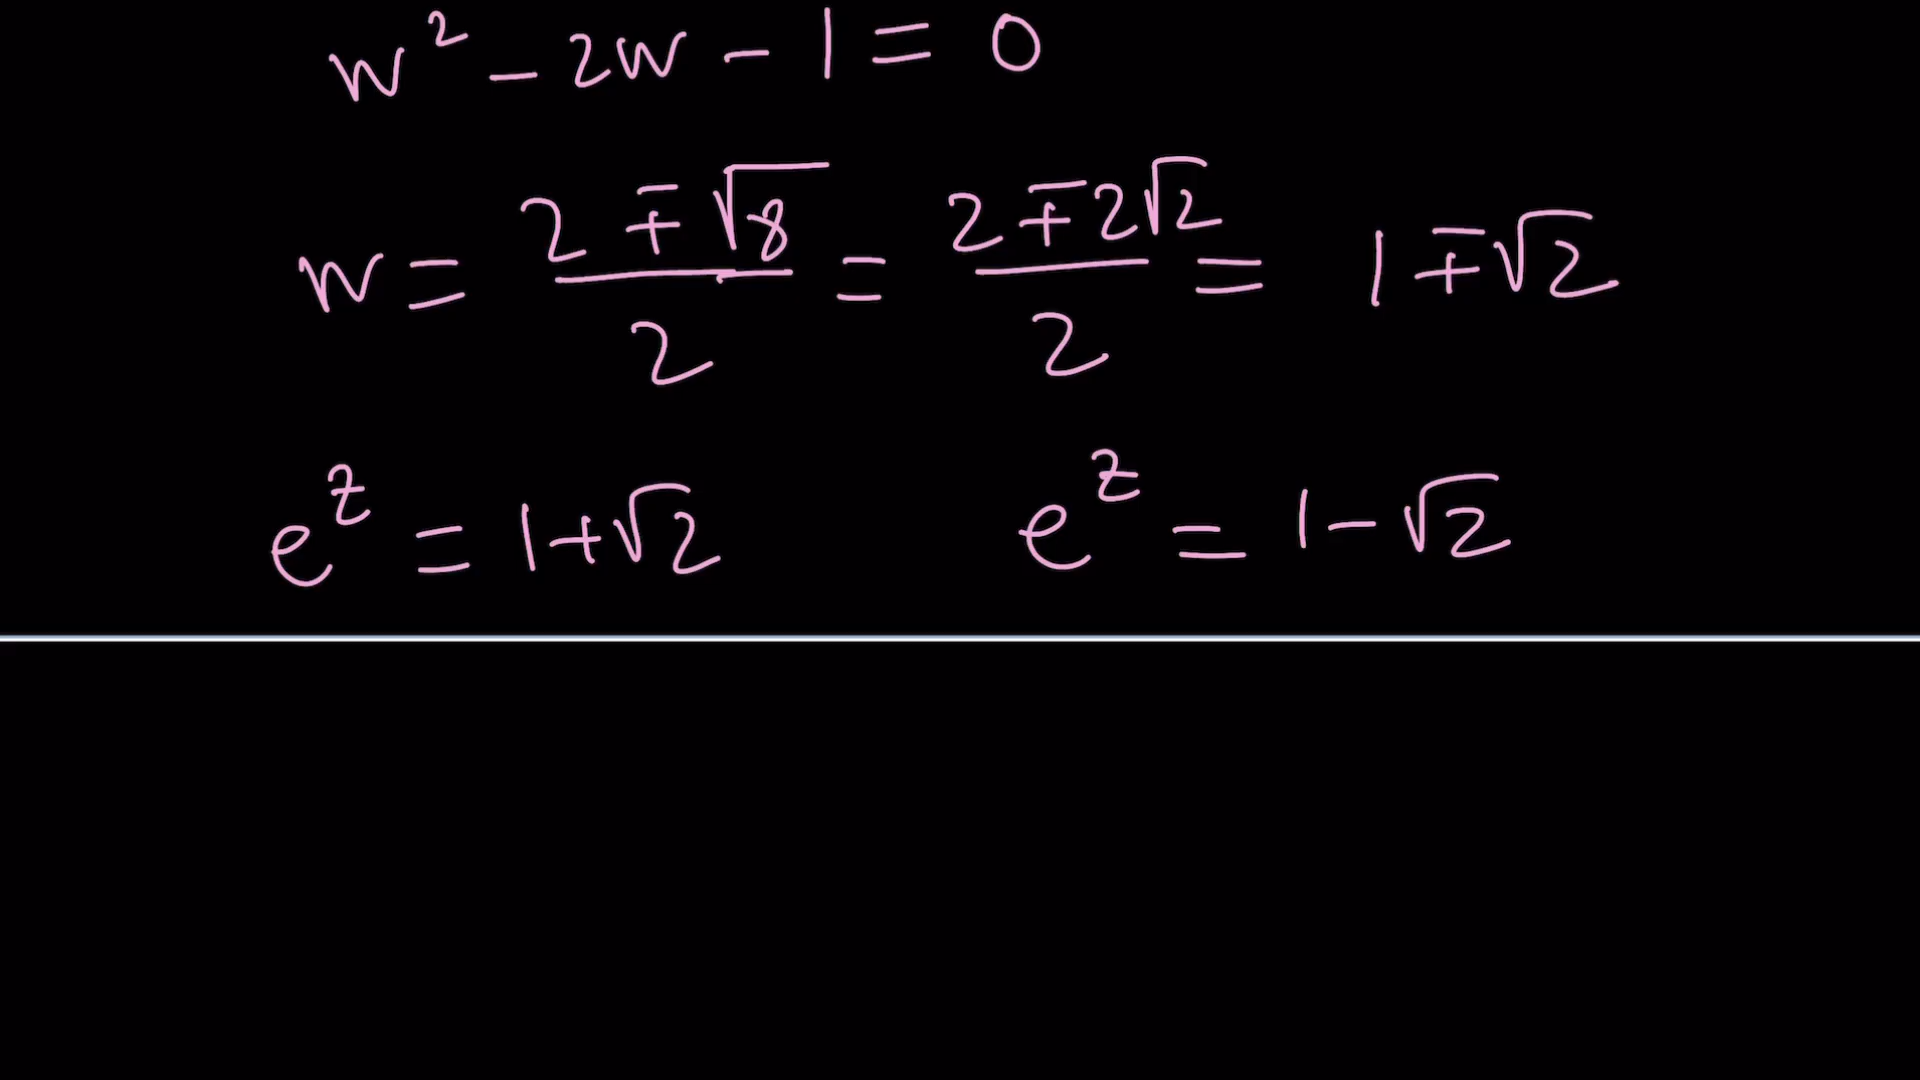 w² - 2w - 1 = 0
w = (2 ∓ √8)/2 = (2 ∓ 2√2)/2 = 1 ∓ √2
e^z = 1+√2 e^z = 1-√2